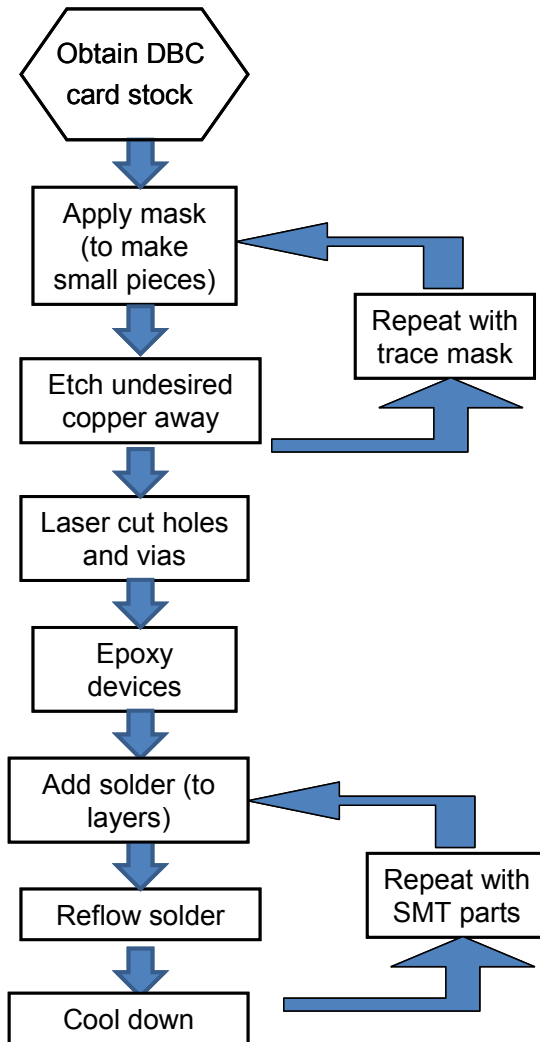 Obtain DBC
card stock
Apply mask
(to make
small pieces)
Repeat with
trace mask
Etch undesired
copper away
Laser cut holes
and vias
Epoxy
devices
Add solder (to
layers)
Repeat with
SMT parts
Reflow solder
Cool down